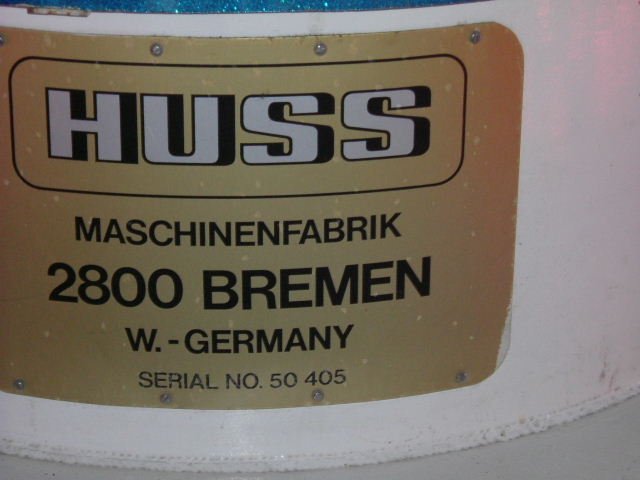 HUSS
MASCHINENFABRIK
2800 BREMEN
W.-GERMANY
SERIAL NO. 50 405